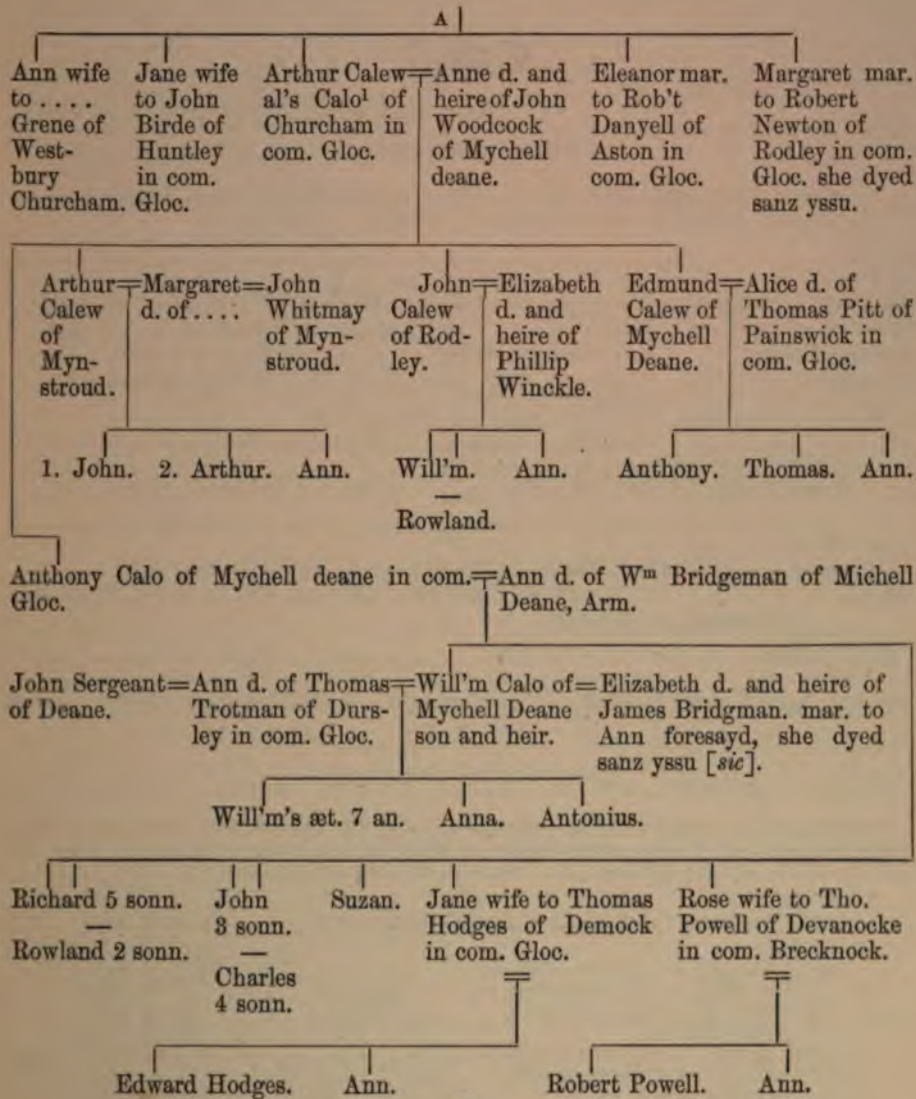 A
Ann wife
to . . . .
Grene of
West-
bury
Churcham.
Jane wife
to John
Birde of
Huntley
in com.
Gloc.
Arthur Calew
al's Calo¹ of
Churcham in
com. Gloc.
Anne d. and
heire of John
Woodcock
of Mychell
deane.
Eleanor mar.
to Rob't
Danyell of
Aston in
com. Gloc.
Margaret mar.
to Robert
Newton of
Rodley in com.
Gloc. she dyed
sanz yssu.
Arthur
Calew
of
Myn-
stroud.
Margaret
d. of . . . .
John
Whitmay
of Myn-
stroud.
John
Calew
of Rod-
ley.
Elizabeth
d. and
heire of
Phillip
Winckle.
Edmund
Calew of
Mychell
Deane.
Alice d. of
Thomas Pitt of
Painswick in
com. Gloc.
1. John. 2. Arthur. Ann.
Will'm. Ann.
—
Rowland.
Anthony. Thomas. Ann.
Anthony Calo of Mychell deane in com.
Gloc.
Ann d. of Wᵐ Bridgeman of Michell
Deane, Arm.
John Sergeant
of Deane.
Ann d. of Thomas
Trotman of Durs-
ley in com. Gloc.
Will'm Calo of
Mychell Deane
son and heir.
Elizabeth d. and heire of
James Bridgman. mar. to
Ann foresayd, she dyed
sanz yssu [sic].
Will'm's æt. 7 an. Anna. Antonius.
Richard 5 sonn.
—
Rowland 2 sonn.
John
3 sonn.
—
Charles
4 sonn.
Suzan.
Jane wife to Thomas
Hodges of Demock
in com. Gloc.
Rose wife to Tho.
Powell of Devanocke
in com. Brecknock.
Edward Hodges. Ann.
Robert Powell. Ann.